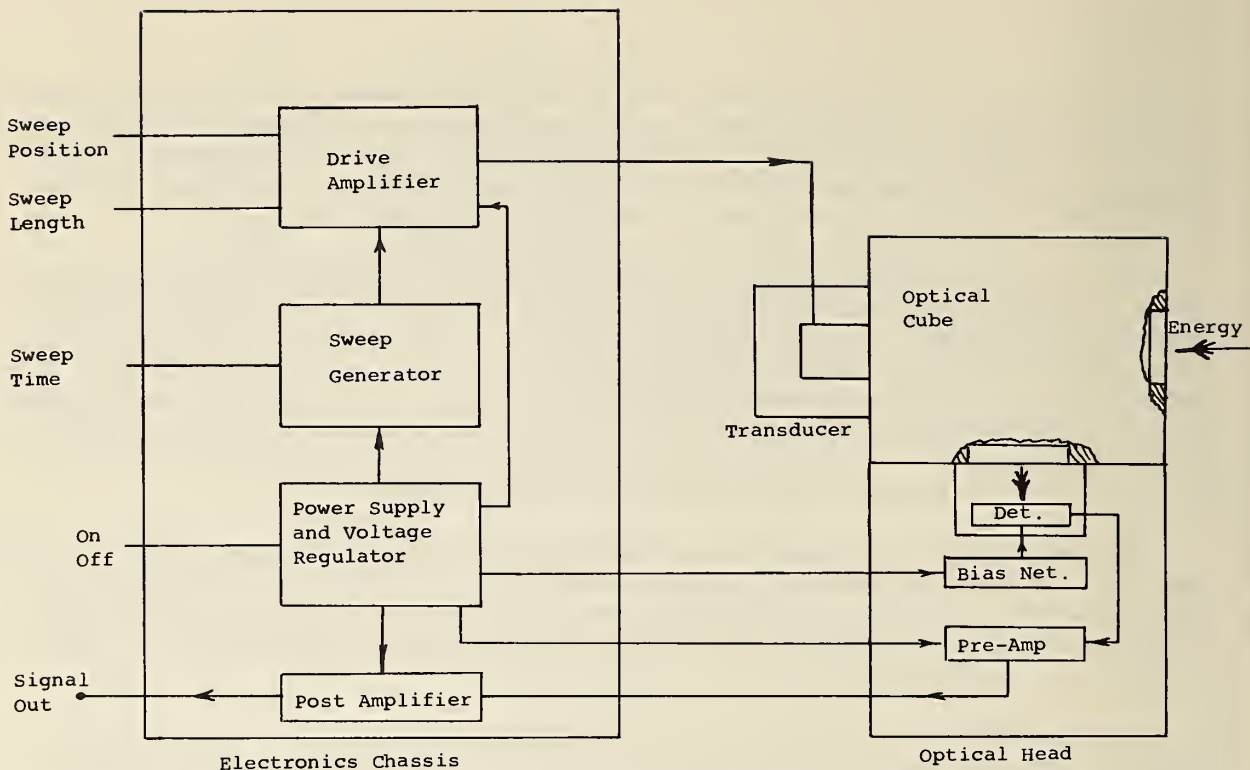 Sweep
Position
Sweep
Length
Sweep
Time
On
Off
Signal
Out
Drive
Amplifier
Sweep
Generator
Power Supply
and Voltage
Regulator
Post Amplifier
Electronics Chassis
Optical
Cube
Energy
Transducer
Det.
Bias Net.
Pre-Amp
Optical Head